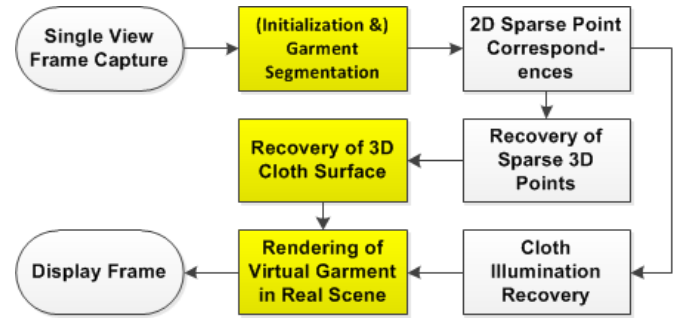 Single View
Frame Capture
(Initialization &)
Garment
Segmentation
2D Sparse Point
Correspond-
ences
Recovery of 3D
Cloth Surface
Recovery of
Sparse 3D
Points
Display Frame
Rendering of
Virtual Garment
in Real Scene
Cloth
Illumination
Recovery